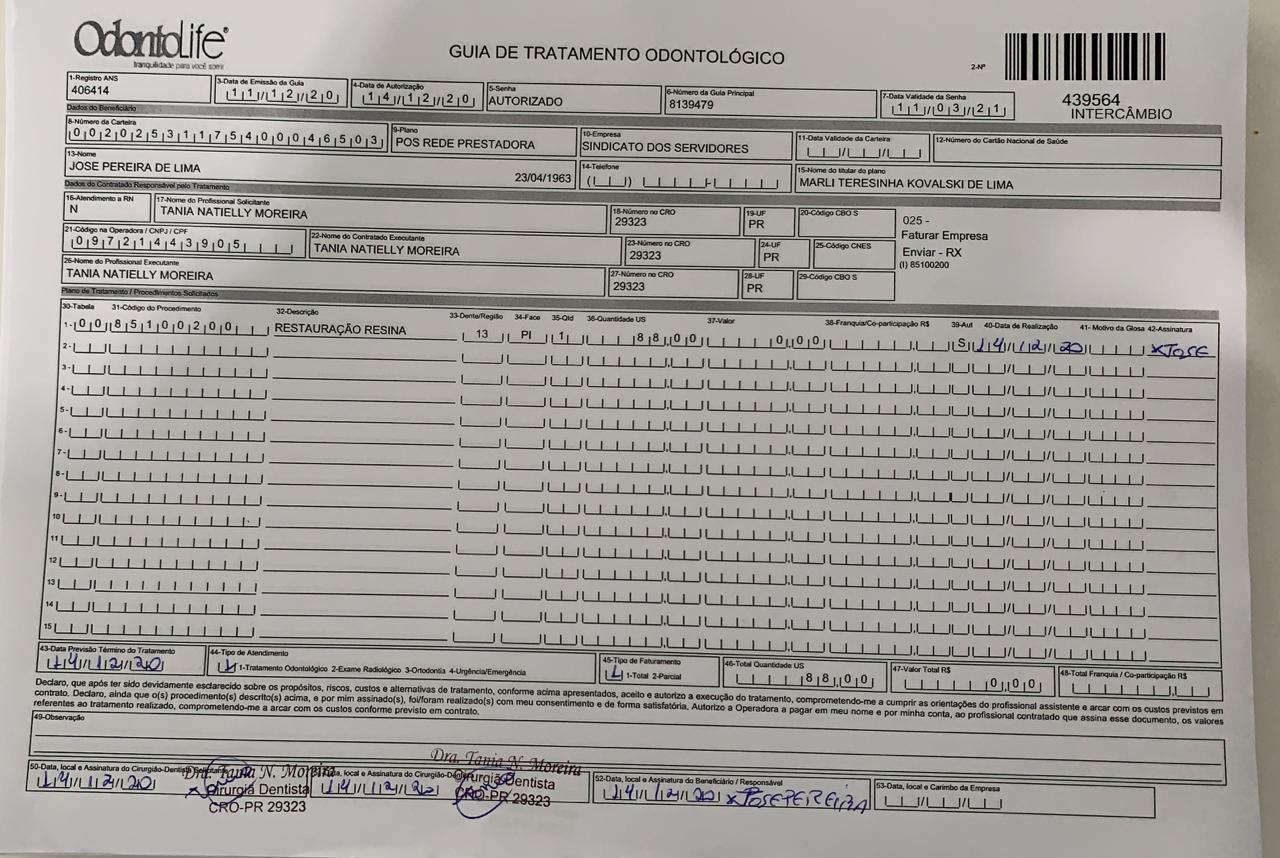 OdontoLife
tranquilidade para você sorrir
GUIA DE TRATAMENTO ODONTOLÓGICO
2-Nº
439564
INTERCÂMBIO
1-Registro ANS
406414
3-Data de Emissão da Guia
11/12/20
4-Data de Autorização
14/12/20
5-Senha
AUTORIZADO
6-Número da Guia Principal
8139479
7-Data Validade da Senha
11/03/21
Dados do Beneficiário
8-Número da Carteira
00202531175400046503
9-Plano
POS REDE PRESTADORA
10-Empresa
SINDICATO DOS SERVIDORES
11-Data Validade da Carteira
12-Número do Cartão Nacional de Saúde
13-Nome
JOSE PEREIRA DE LIMA 23/04/1963
14-Telefone
15-Nome do titular do plano
MARLI TERESINHA KOVALSKI DE LIMA
Dados do Contratado Responsável pelo Tratamento
16-Atendimento a RN
N
17-Nome do Profissional Solicitante
TANIA NATIELLY MOREIRA
18-Número no CRO
29323
19-UF
PR
20-Código CBO S
025 -
Faturar Empresa
Enviar - RX
(I) 85100200
21-Código na Operadora / CNPJ / CPF
09721443905
22-Nome do Contratado Executante
TANIA NATIELLY MOREIRA
23-Número no CRO
29323
24-UF
PR
25-Código CNES
26-Nome do Profissional Executante
TANIA NATIELLY MOREIRA
27-Número no CRO
29323
28-UF
PR
29-Código CBO S
Plano de Tratamento / Procedimentos Solicitados
30-Tabela 31-Código do Procedimento 32-Descrição 33-Dente/Região 34-Face 35-Qtd 36-Quantidade US 37-Valor 38-Franquia/Co-participação R$ 39-Aut 40-Data de Realização 41- Motivo da Glosa 42-Assinatura
1- 00 85100200 RESTAURAÇÃO RESINA 13 PI 1 88,00 0,00 S 14/12/20 xJOSE
2-
3-
4-
5-
6-
7-
8-
9-
10
11
12
13
14
15
43-Data Previsão Término do Tratamento
14/12/20
44-Tipo de Atendimento
1 1-Tratamento Odontológico 2-Exame Radiológico 3-Ortodontia 4-Urgência/Emergência
45-Tipo de Faturamento
1 1-Total 2-Parcial
46-Total Quantidade US
88,00
47-Valor Total R$
0,00
48-Total Franquia / Co-participação R$
Declaro, que após ter sido devidamente esclarecido sobre os propósitos, riscos, custos e alternativas de tratamento, conforme acima apresentados, aceito e autorizo a execução do tratamento, comprometendo-me a cumprir as orientações do profissional assistente e arcar com os custos previstos em
contrato. Declaro, ainda que o(s) procedimento(s) descrito(s) acima, e por mim assinado(s), foi/foram realizado(s) com meu consentimento e de forma satisfatória. Autorizo a Operadora a pagar em meu nome e por minha conta, ao profissional contratado que assina esse documento, os valores
referentes ao tratamento realizado, comprometendo-me a arcar com os custos conforme previsto em contrato.
49-Observação
50-Data, local e Assinatura do Cirurgião-Dentista
14/12/20
Dra. Tania N. Moreira
Cirurgiã Dentista
CRO-PR 29323
Data, local e Assinatura do Cirurgião-Dentista
14/12/20
Dra. Tania N. Moreira
Cirurgiã Dentista
CRO-PR 29323
52-Data, local e Assinatura do Beneficiário / Responsável
14/12/20 xJOSEPEREIRA
53-Data, local e Carimbo da Empresa